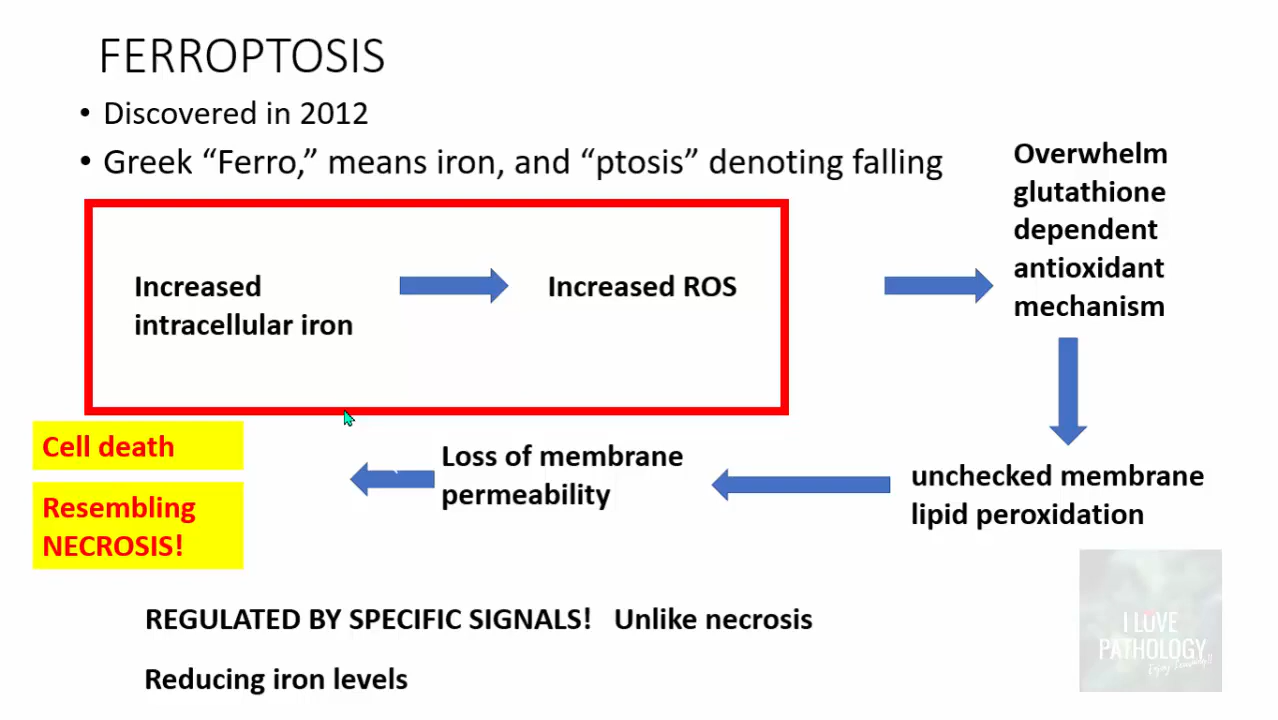 FERROPTOSIS
• Discovered in 2012
• Greek “Ferro,” means iron, and “ptosis” denoting falling
Increased
intracellular iron
Increased ROS
Overwhelm
glutathione
dependent
antioxidant
mechanism
unchecked membrane
lipid peroxidation
Loss of membrane
permeability
Cell death
Resembling
NECROSIS!
REGULATED BY SPECIFIC SIGNALS! Unlike necrosis
Reducing iron levels
I LOVE
PATHOLOGY